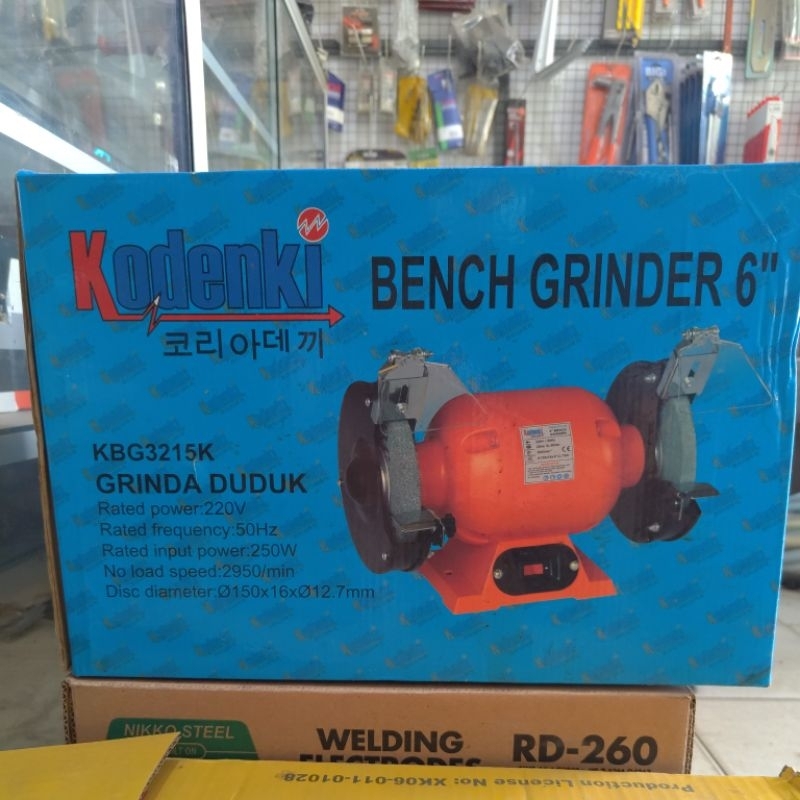 Kodenki
코리아데끼
BENCH GRINDER 6"
KBG3215K
GRINDA DUDUK
Rated power:220V
Rated frequency:50Hz
Rated input power:250W
No load speed:2950/min
Disc diameter:Ø150x16xØ12.7mm
Kodenki
NIKKO STEEL
WELDING
ELECTRODES
RD-260
Production License No: XK06-011-01028